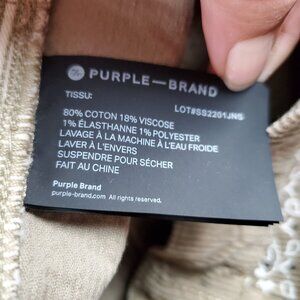 PURPLE—BRAND
TISSU:
LOT#SS2201JNS
80% COTON 18% VISCOSE
1% ÉLASTHANNE 1% POLYESTER
LAVAGE À LA MACHINE À L'EAU FROIDE
LAVER À L'ENVERS
SUSPENDRE POUR SÉCHER
FAIT AU CHINE
Purple Brand
purple-brand.com All rights reserved.